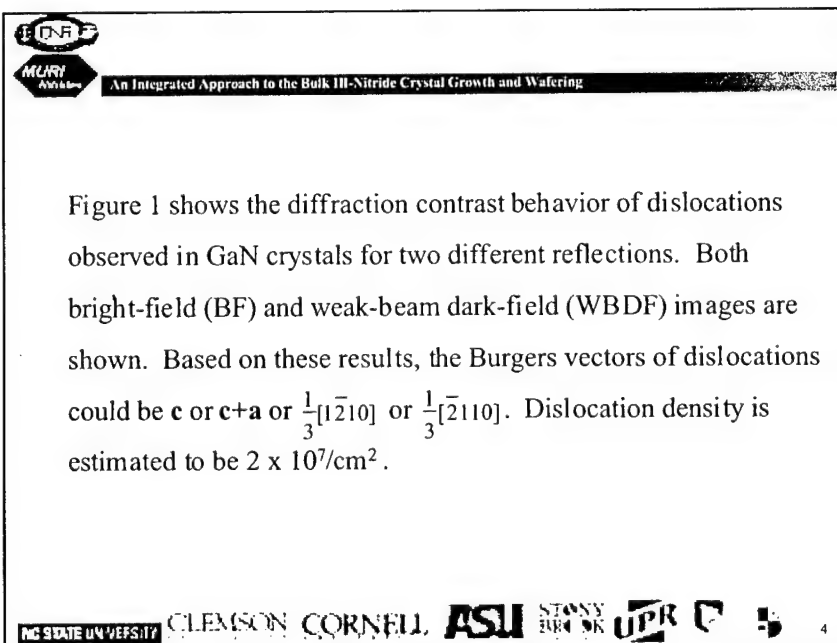 MURI
An Integrated Approach to the Bulk III-Nitride Crystal Growth and Wafering
Figure 1 shows the diffraction contrast behavior of dislocations
observed in GaN crystals for two different reflections. Both
bright-field (BF) and weak-beam dark-field (WBDF) images are
shown. Based on these results, the Burgers vectors of dislocations
could be c or c+a or 1/3[12̄10] or 1/3[2̄110]. Dislocation density is
estimated to be 2 x 10⁷/cm².
NC STATE UNIVERSITY CLEMSON CORNELL ASU STONY BROOK UPR 4